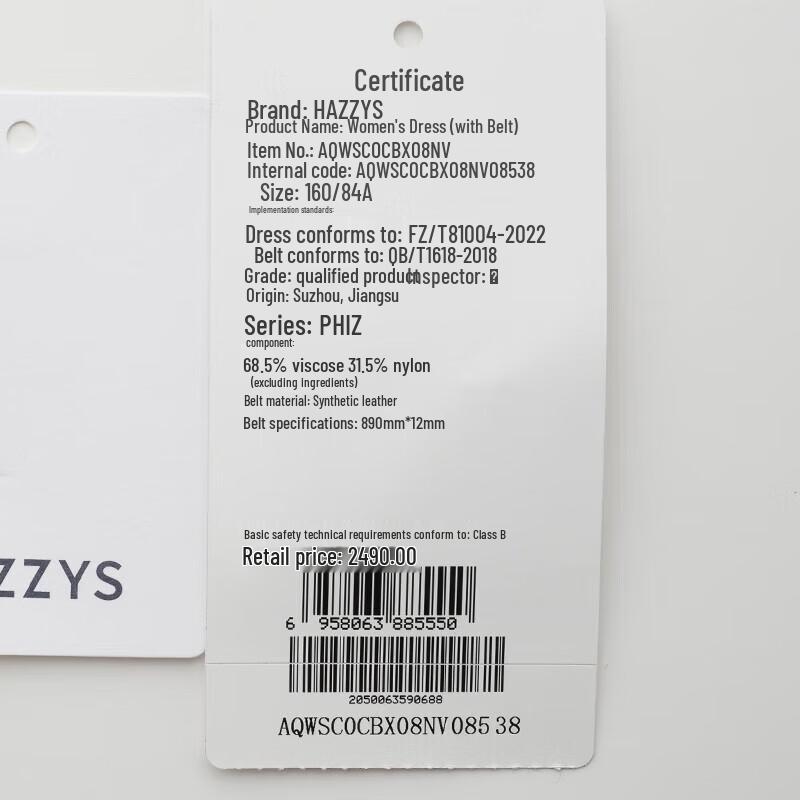 Certificate
Brand: HAZZYS
Product Name: Women's Dress (with Belt)
Item No.: AQWSC0CBX08NV
Internal code: AQWSC0CBX08NV08538
Size: 160/84A
Implementation standards:
Dress conforms to: FZ/T81004-2022
Belt conforms to: QB/T1618-2018
Grade: qualified product Inspector:
Origin: Suzhou, Jiangsu
Series: PHIZ
component:
68.5% viscose 31.5% nylon
(excluding ingredients)
Belt material: Synthetic leather
Belt specifications: 890mm*12mm
Basic safety technical requirements conform to: Class B
Retail price: 2490.00
6 958063 885550
2050063590688
AQWSC0CBX08NV08538
ZZYS